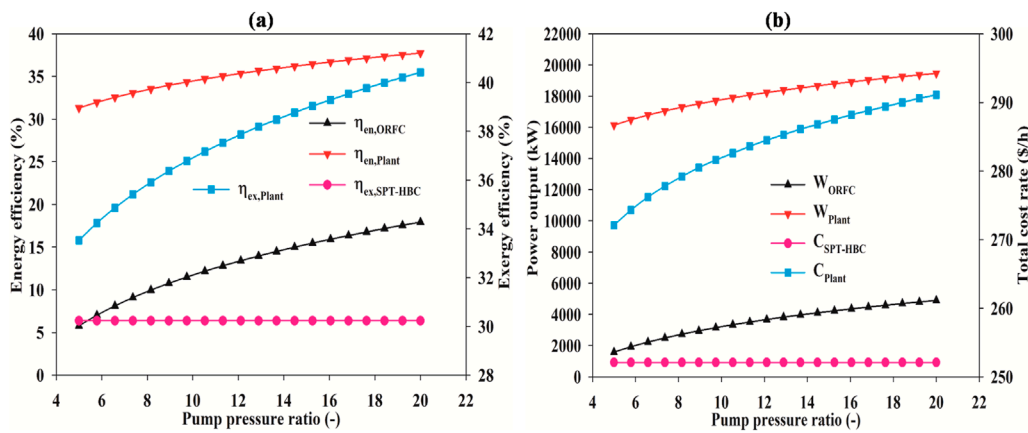 (a)
40
35
30
25
20
15
10
5
0
Energy efficiency (%)
42
40
38
36
34
32
30
28
Exergy efficiency (%)
ηen,ORFC
ηen,Plant
ηex,SPT-HBC
ηex,Plant
4 6 8 10 12 14 16 18 20 22
Pump pressure ratio (-)
(b)
22000
20000
18000
16000
14000
12000
10000
8000
6000
4000
2000
0
Power output (kW)
300
290
280
270
260
250
Total cost rate ($/h)
WORFC
WPlant
CSPT-HBC
CPlant
4 6 8 10 12 14 16 18 20 22
Pump pressure ratio (-)